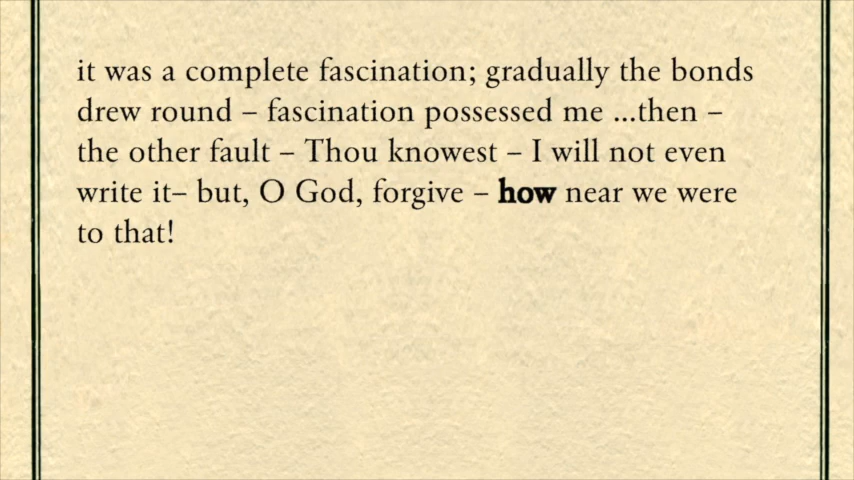 it was a complete fascination; gradually the bonds
drew round – fascination possessed me ...then –
the other fault – Thou knowest – I will not even
write it– but, O God, forgive – how near we were
to that!